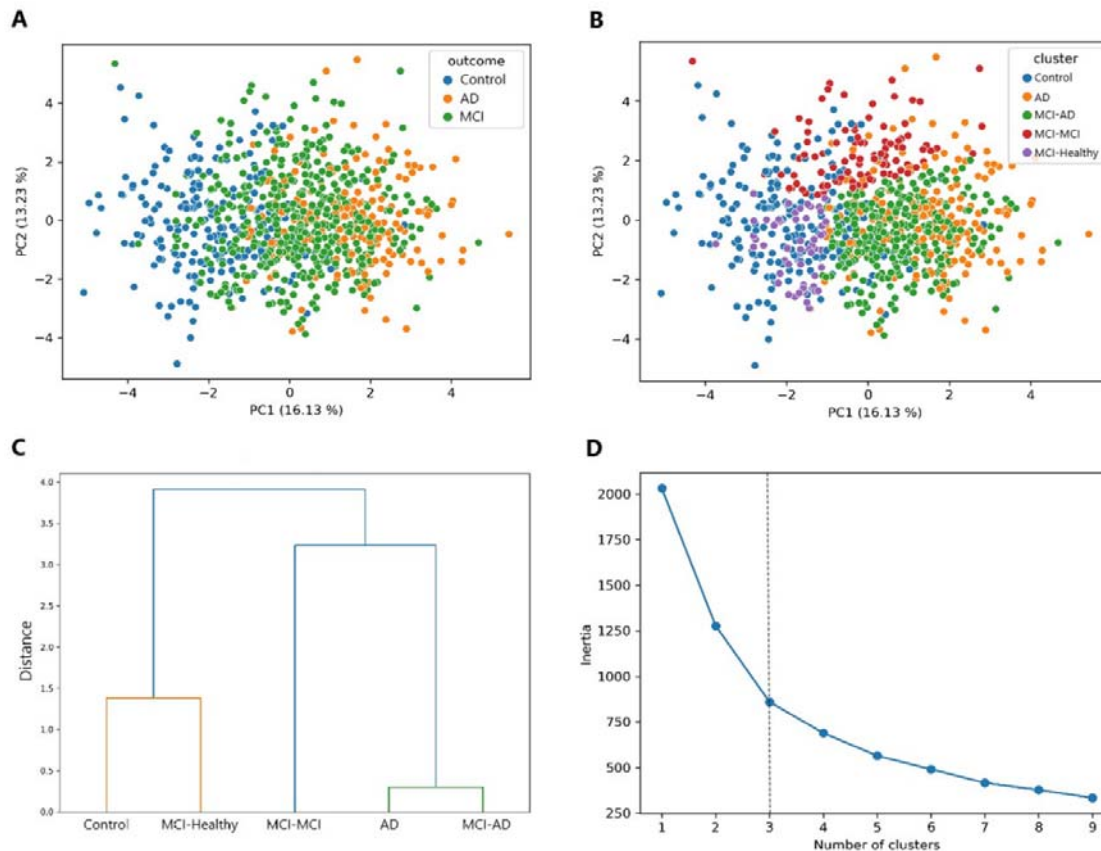 A
outcome
Control
AD
MCI
4
2
0
−2
−4
PC2 (13.23 %)
−4
−2
0
2
4
PC1 (16.13 %)
B
cluster
Control
AD
MCI-AD
MCI-MCI
MCI-Healthy
4
2
0
−2
−4
PC2 (13.23 %)
−4
−2
0
2
4
PC1 (16.13 %)
C
4.0
3.5
3.0
2.5
2.0
1.5
1.0
0.5
0.0
Distance
Control
MCI-Healthy
MCI-MCI
AD
MCI-AD
D
2000
1750
1500
1250
1000
750
500
250
Inertia
1
2
3
4
5
6
7
8
9
Number of clusters